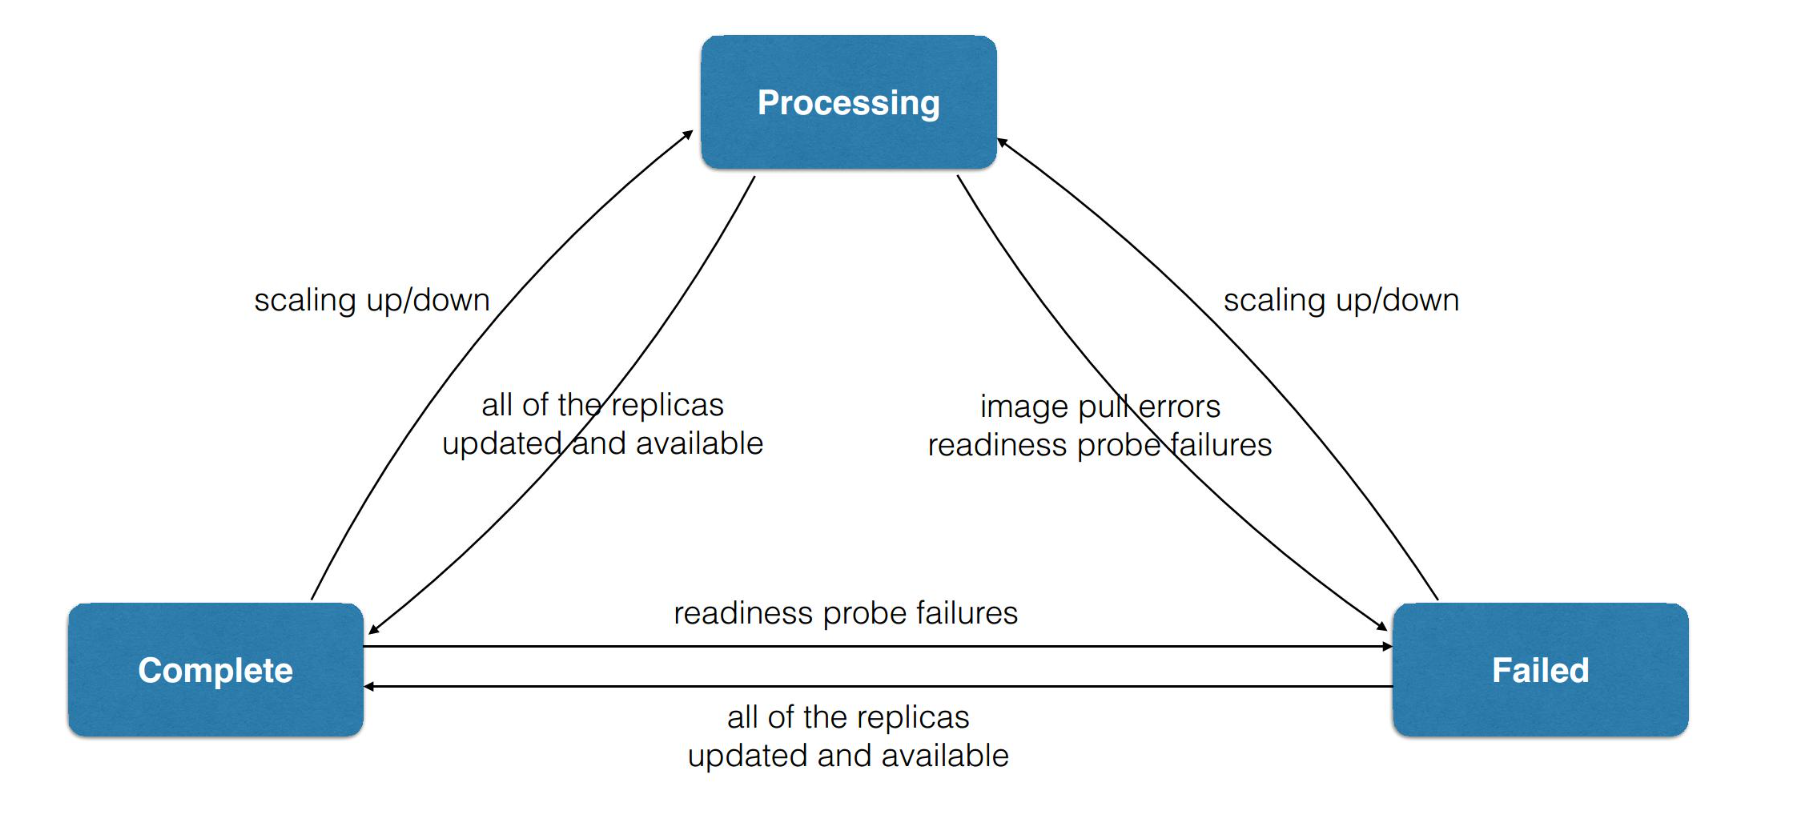 Processing
scaling up/down
scaling up/down
all of the replicas
updated and available
image pull errors
readiness probe failures
readiness probe failures
Complete
Failed
all of the replicas
updated and available